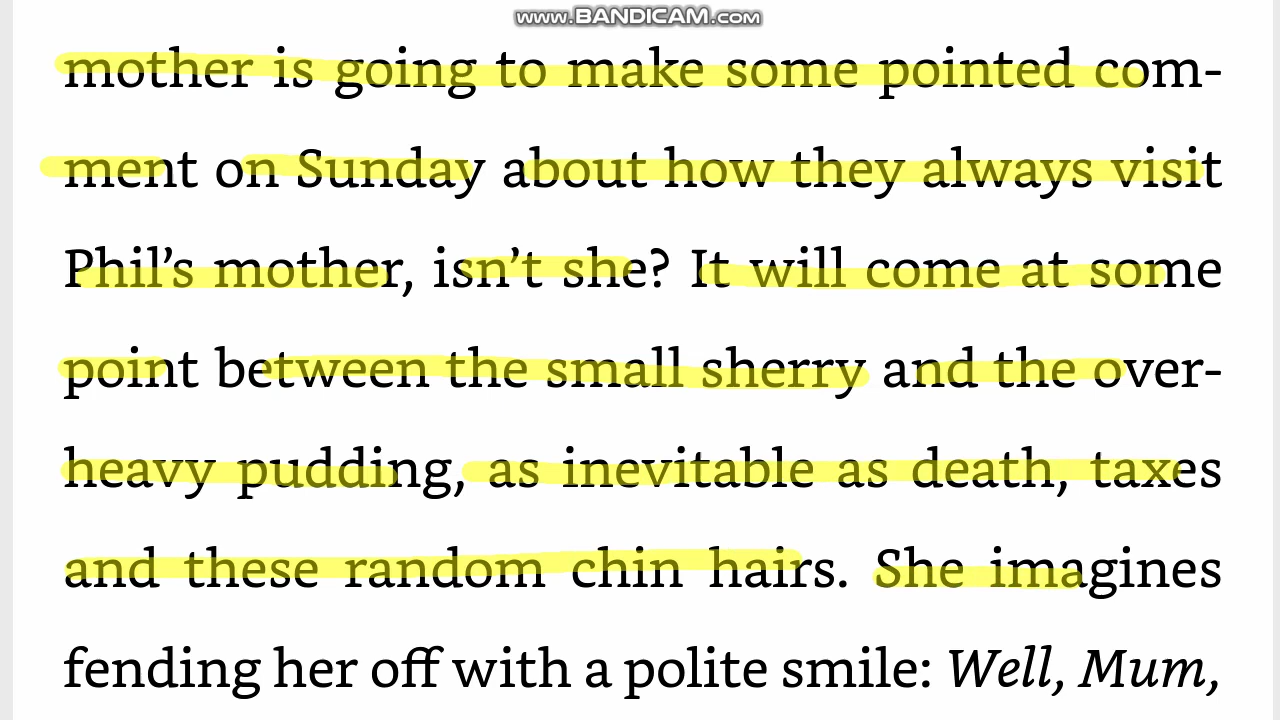 www.BANDICAM.com
mother is going to make some pointed com-
ment on Sunday about how they always visit
Phil’s mother, isn’t she? It will come at some
point between the small sherry and the over-
heavy pudding, as inevitable as death, taxes
and these random chin hairs. She imagines
fending her off with a polite smile: Well, Mum,